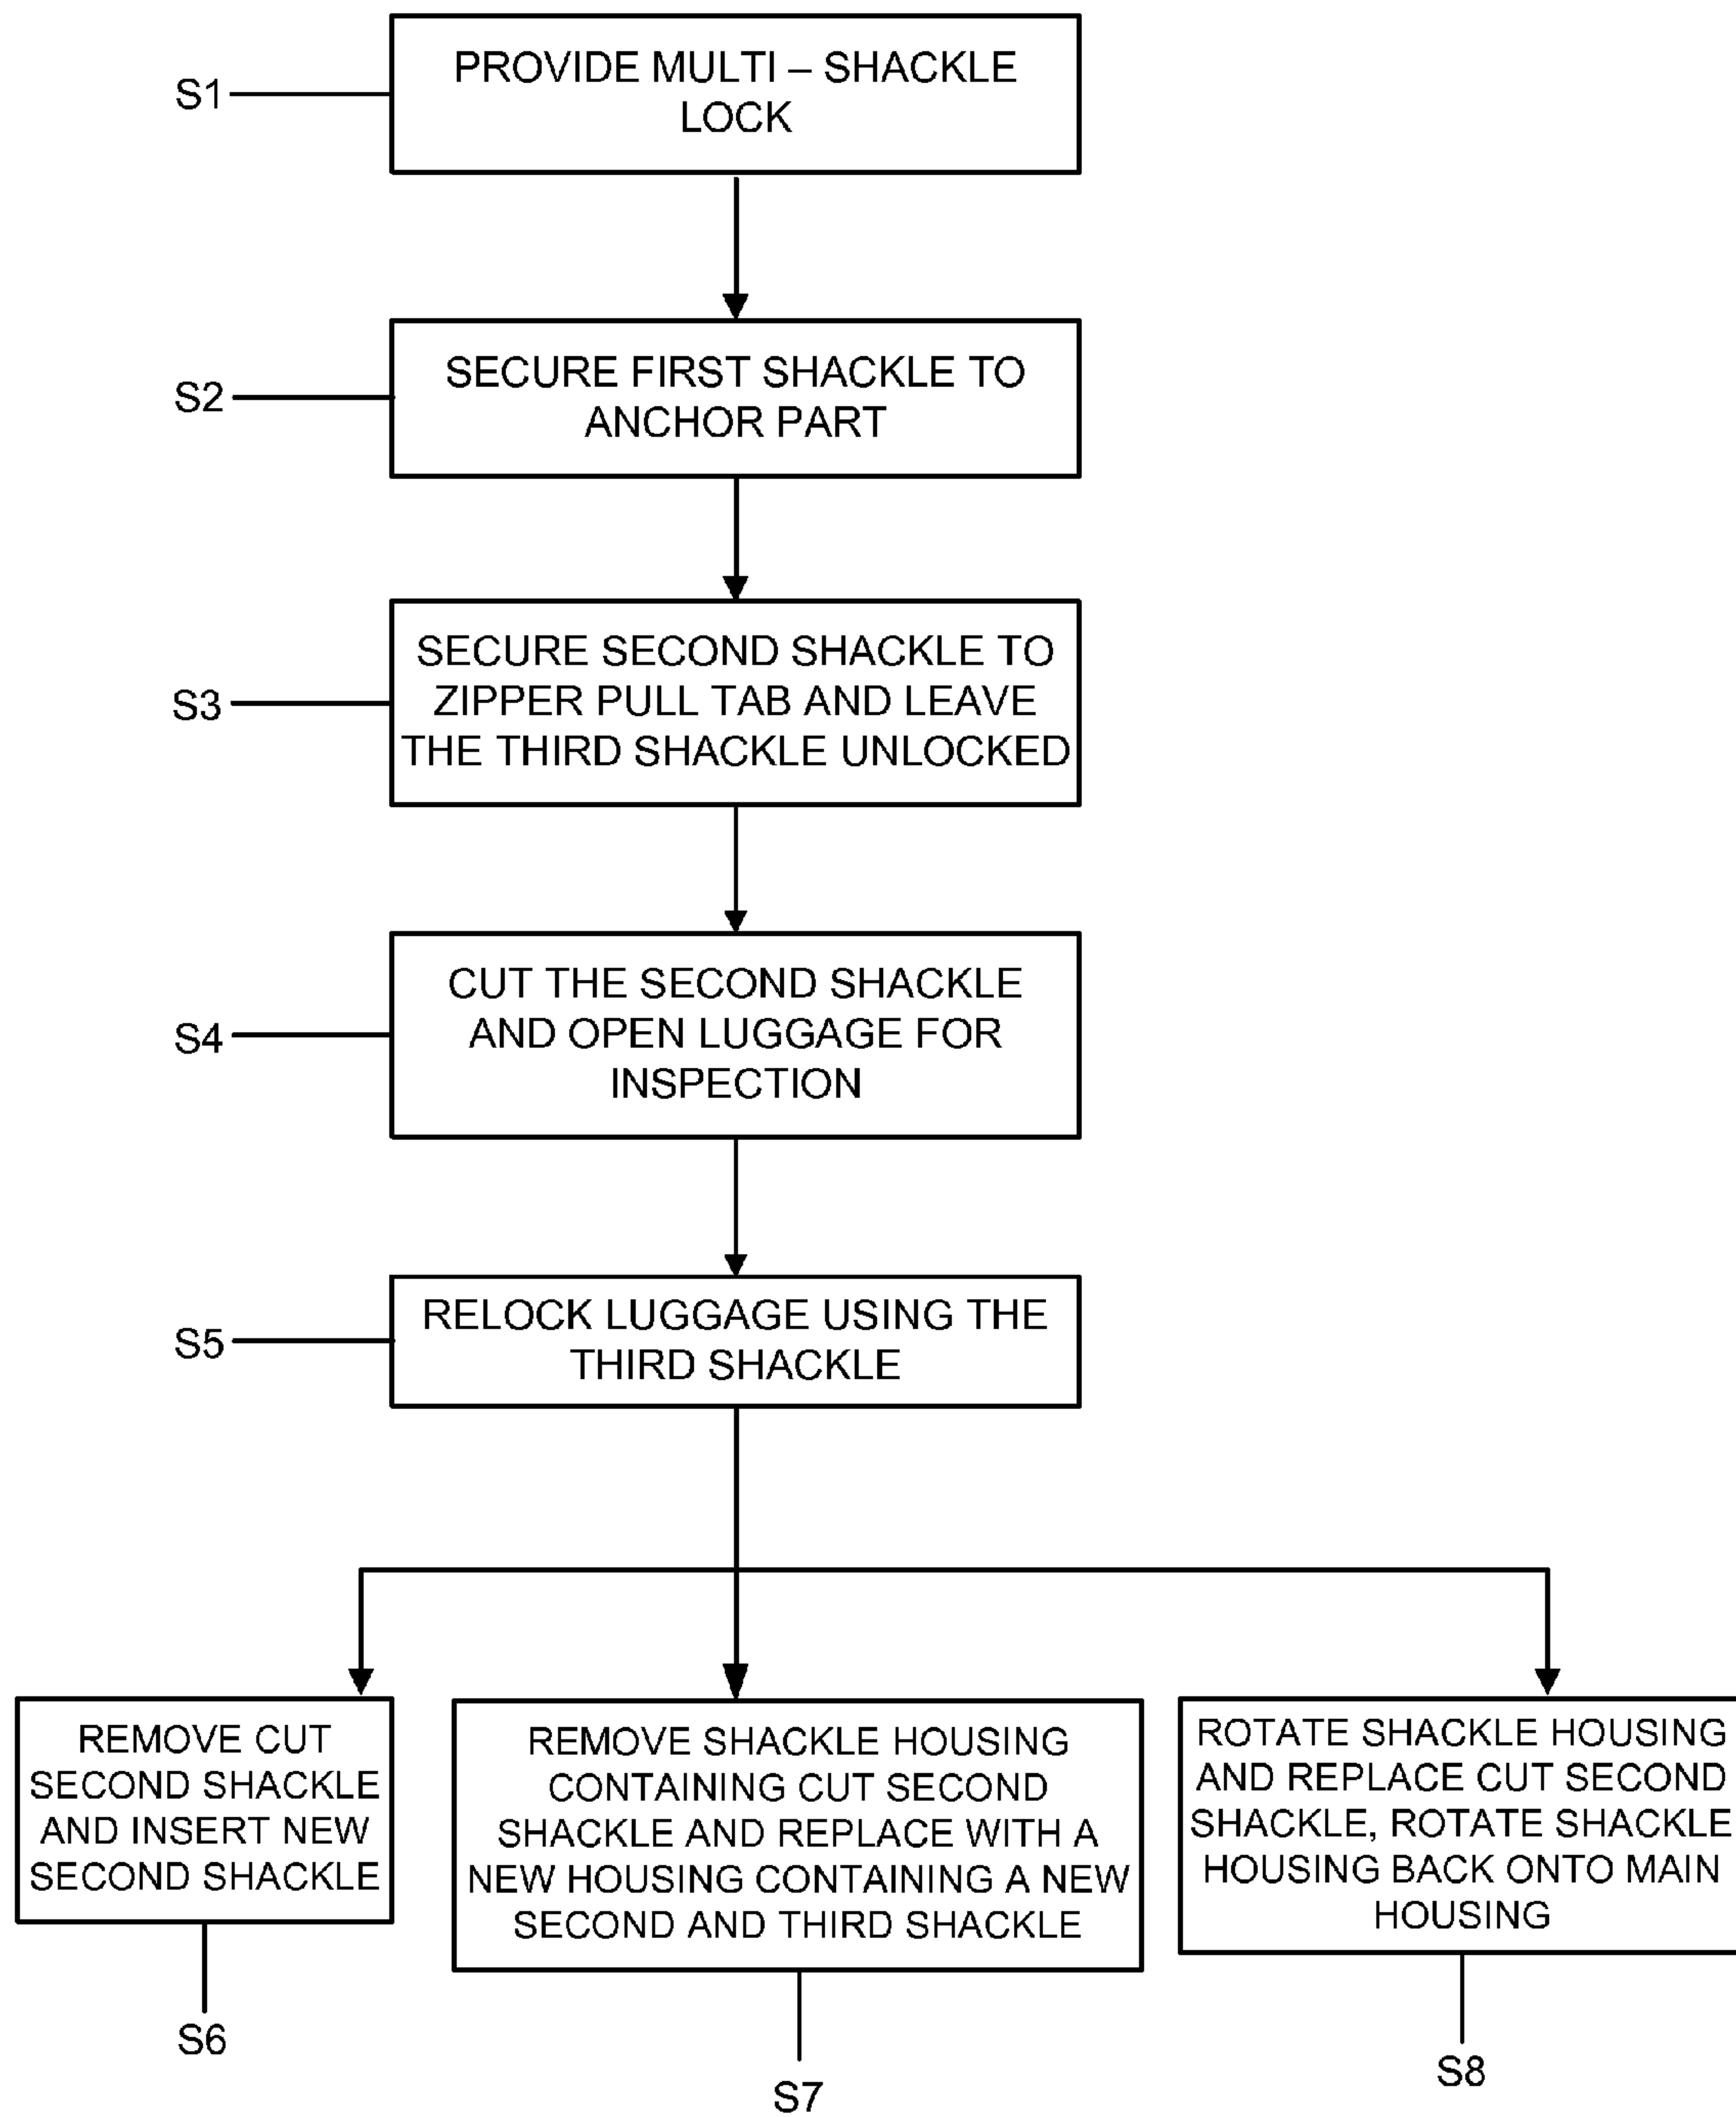 PROVIDE MULTI – SHACKLE
LOCK
S1
SECURE FIRST SHACKLE TO
ANCHOR PART
S2
SECURE SECOND SHACKLE TO
ZIPPER PULL TAB AND LEAVE
THE THIRD SHACKLE UNLOCKED
S3
CUT THE SECOND SHACKLE
AND OPEN LUGGAGE FOR
INSPECTION
S4
RELOCK LUGGAGE USING THE
THIRD SHACKLE
S5
REMOVE CUT
SECOND SHACKLE
AND INSERT NEW
SECOND SHACKLE
S6
REMOVE SHACKLE HOUSING
CONTAINING CUT SECOND
SHACKLE AND REPLACE WITH A
NEW HOUSING CONTAINING A NEW
SECOND AND THIRD SHACKLE
S7
ROTATE SHACKLE HOUSING
AND REPLACE CUT SECOND
SHACKLE, ROTATE SHACKLE
HOUSING BACK ONTO MAIN
HOUSING
S8